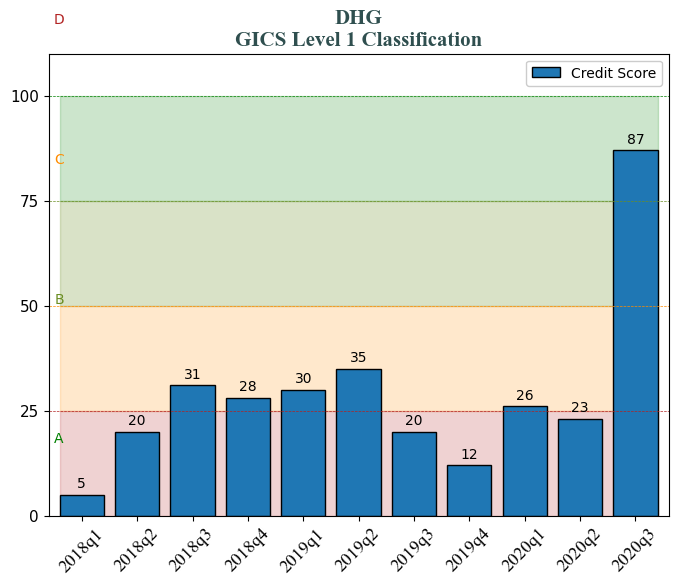 D
DHG
GICS Level 1 Classification
Credit Score
100
87
C
75
B
50
35
31
30
28
26
25
23
20
20
A
12
5
0
2018q1
2018q2
2018q3
2018q4
2019q1
2019q2
2019q3
2019q4
2020q1
2020q2
2020q3